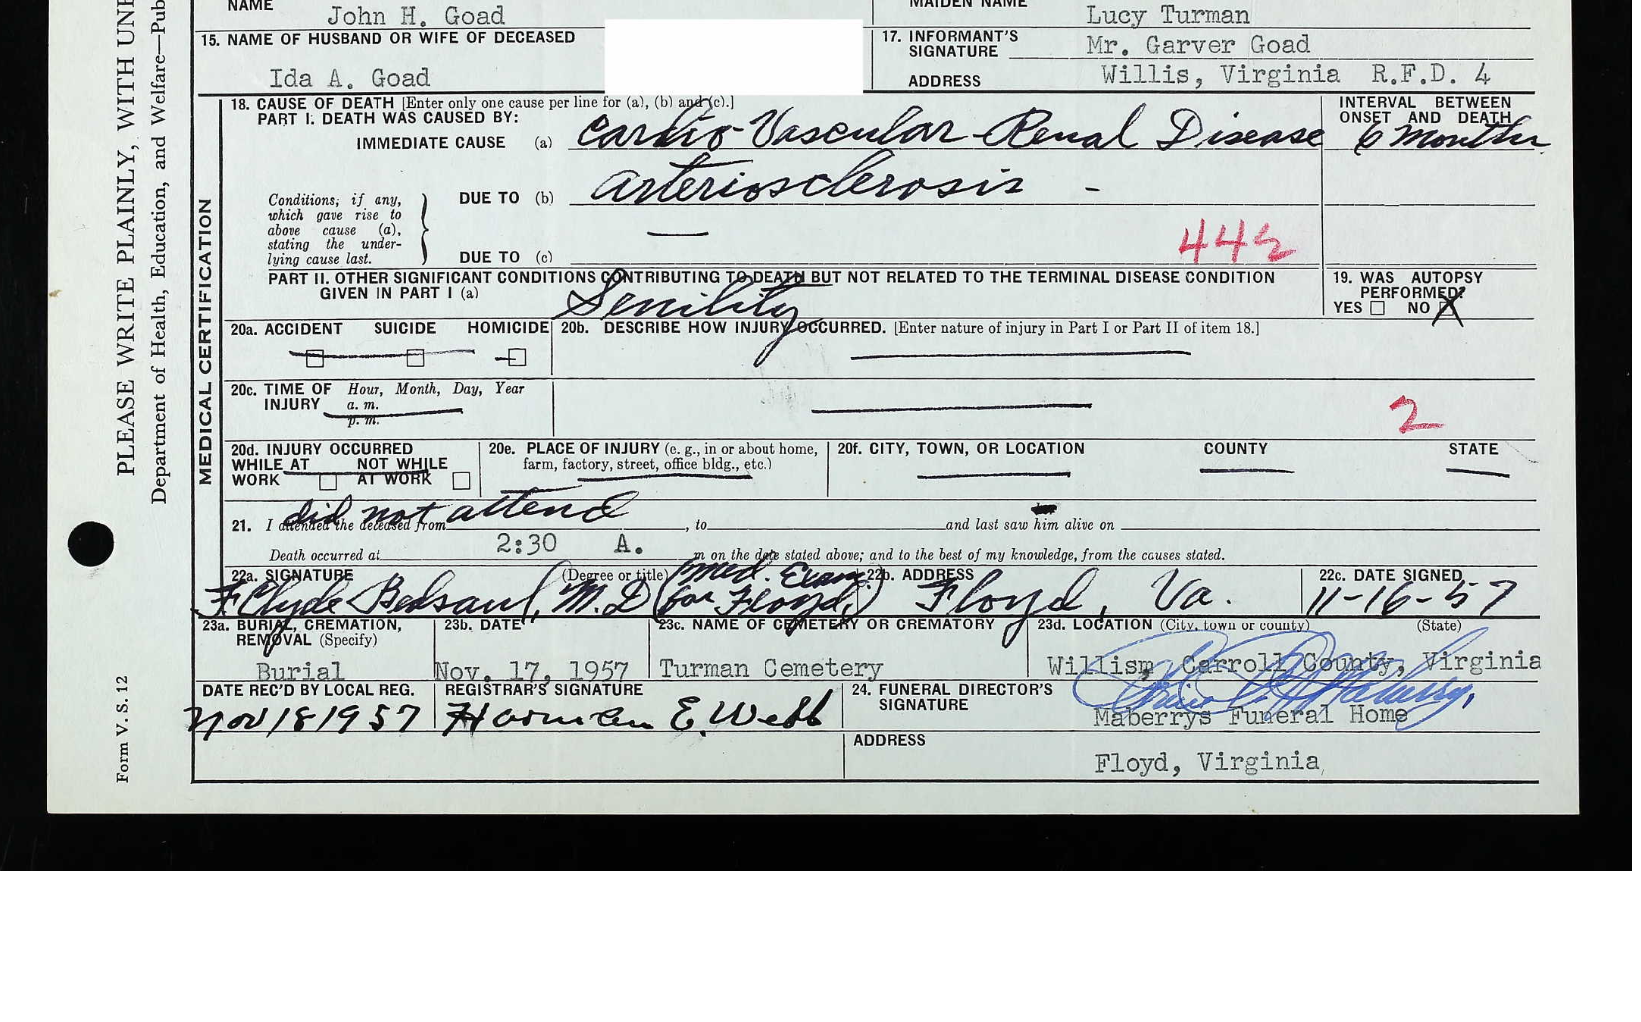 NAME
John H. Goad
MAIDEN NAME
Lucy Turman
15. NAME OF HUSBAND OR WIFE OF DECEASED
Ida A. Goad
17. INFORMANT'S SIGNATURE
Mr. Garver Goad
ADDRESS
Willis, Virginia R.F.D. 4
18. CAUSE OF DEATH [Enter only one cause per line for (a), (b) and (c).]
PART I. DEATH WAS CAUSED BY:
INTERVAL BETWEEN
ONSET AND DEATH
IMMEDIATE CAUSE (a) Cardio-Vascular-Renal Disease 6 Months
Conditions, if any,
which gave rise to
above cause (a),
stating the under-
lying cause last.
DUE TO (b) arteriosclerosis -
DUE TO (c)
442
PART II. OTHER SIGNIFICANT CONDITIONS CONTRIBUTING TO DEATH BUT NOT RELATED TO THE TERMINAL DISEASE CONDITION
GIVEN IN PART I (a) Senility
19. WAS AUTOPSY
PERFORMED?
YES NO X
20a. ACCIDENT SUICIDE HOMICIDE
20b. DESCRIBE HOW INJURY OCCURRED. [Enter nature of injury in Part I or Part II of item 18.]
20c. TIME OF INJURY
Hour, Month, Day, Year
a. m.
p. m.
2
20d. INJURY OCCURRED
WHILE AT WORK NOT WHILE AT WORK
20e. PLACE OF INJURY (e. g., in or about home,
farm, factory, street, office bldg., etc.)
20f. CITY, TOWN, OR LOCATION COUNTY STATE
did not attend
21. I attended the deceased from , to and last saw him alive on
Death occurred at 2:30 A. m on the date stated above; and to the best of my knowledge, from the causes stated.
22a. SIGNATURE (Degree or title)
F Clyde Bedsaul, M.D (Med. Exam. for Floyd,)
22b. ADDRESS
Floyd, Va.
22c. DATE SIGNED
11-16-57
23a. BURIAL, CREMATION,
REMOVAL (Specify)
Burial
23b. DATE
Nov. 17, 1957
23c. NAME OF CEMETERY OR CREMATORY
Turman Cemetery
23d. LOCATION (City, town or county) (State)
Willism, Carroll County, Virginia
DATE REC'D BY LOCAL REG.
Nov 18 1957
REGISTRAR'S SIGNATURE
Harman E. Webb
24. FUNERAL DIRECTOR'S
SIGNATURE
Maberrys Funeral Home
ADDRESS
Floyd, Virginia
MEDICAL CERTIFICATION
PLEASE WRITE PLAINLY, WITH UNF
Department of Health, Education, and Welfare—Pub
Form V. S. 12